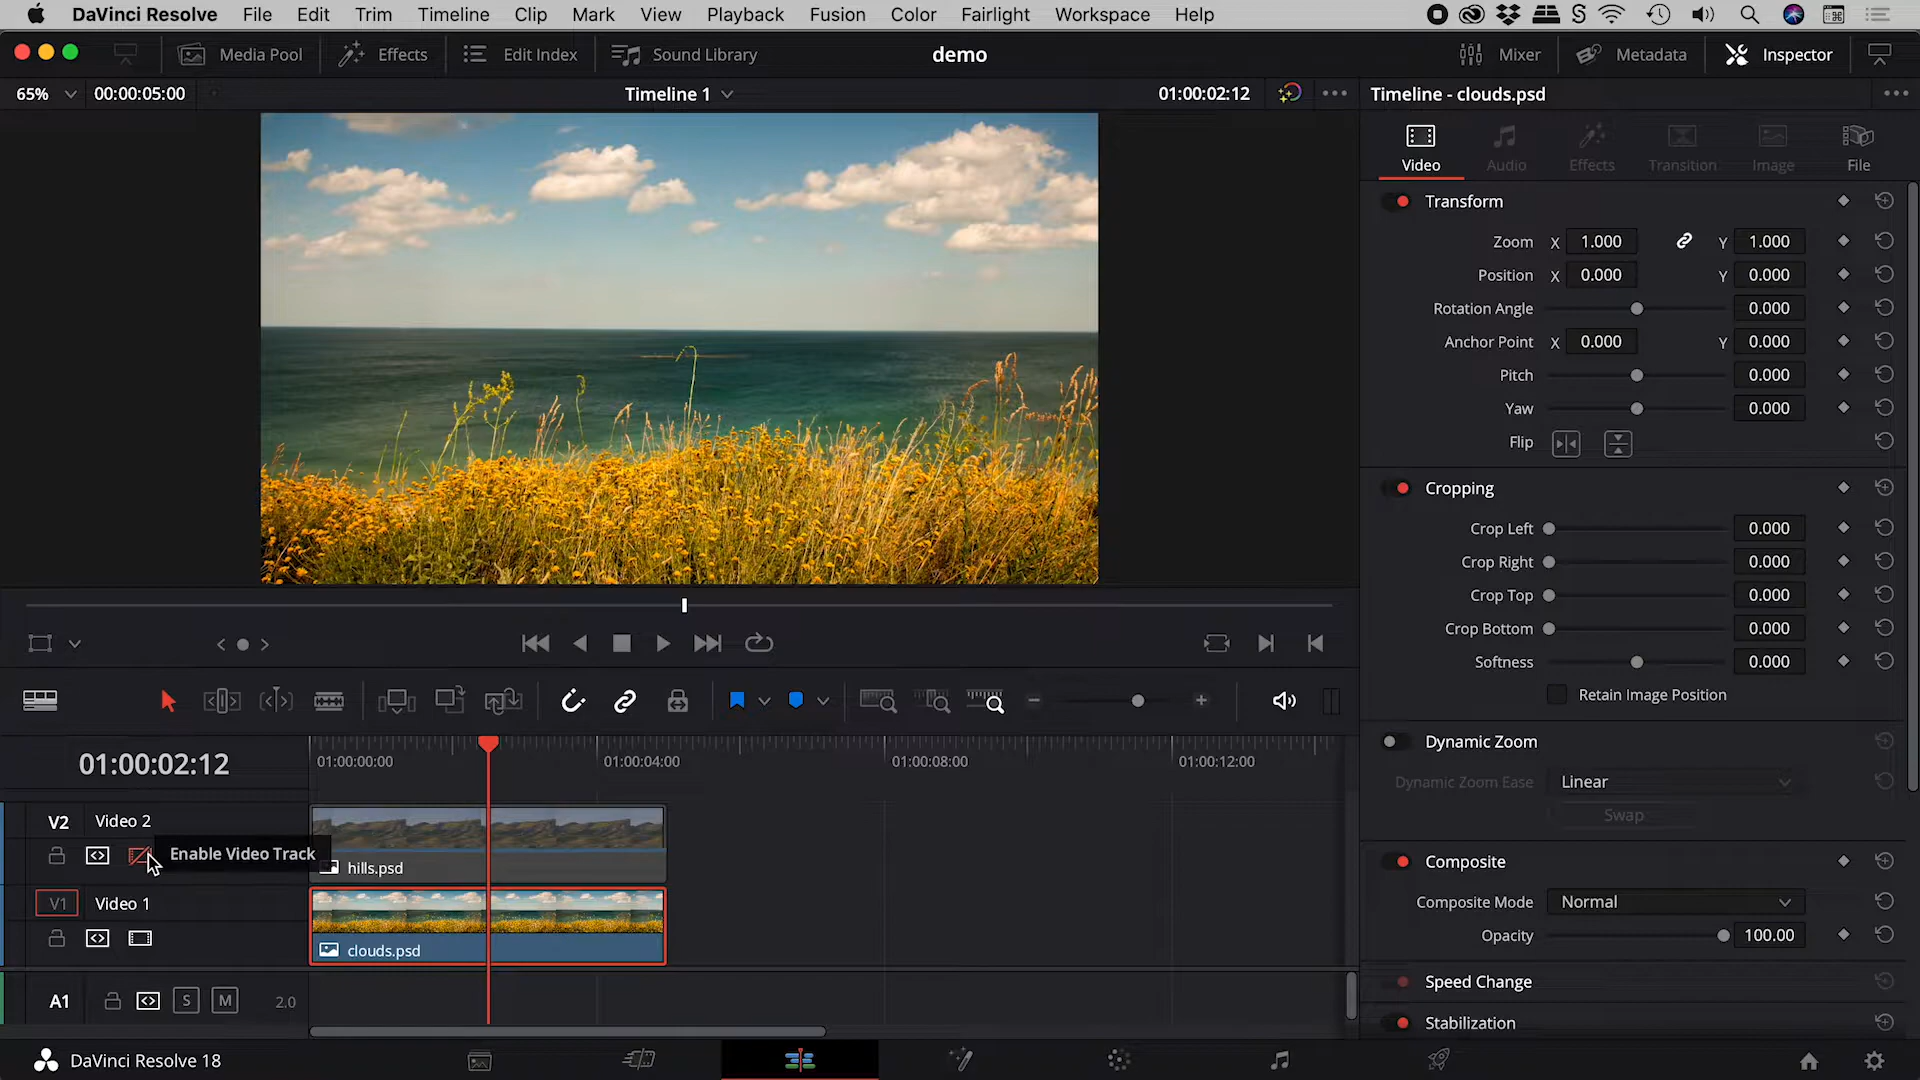 DaVinci Resolve File Edit Trim Timeline Clip Mark View Playback Fusion Color Fairlight Workspace Help
Media Pool Effects Edit Index Sound Library demo Mixer Metadata Inspector
65% 00:00:05:00 Timeline 1 01:00:02:12 Timeline - clouds.psd
Video Audio Effects Transition Image File
Transform
Zoom X 1.000 Y 1.000
Position X 0.000 Y 0.000
Rotation Angle 0.000
Anchor Point X 0.000 Y 0.000
Pitch 0.000
Yaw 0.000
Flip
Cropping
Crop Left 0.000
Crop Right 0.000
Crop Top 0.000
Crop Bottom 0.000
Softness 0.000
Retain Image Position
Dynamic Zoom
Dynamic Zoom Ease Linear
Swap
Composite
Composite Mode Normal
Opacity 100.00
Speed Change
Stabilization
01:00:02:12
01:00:00:00 01:00:04:00 01:00:08:00 01:00:12:00
V2 Video 2
Enable Video Track
hills.psd
V1 Video 1
clouds.psd
A1 S M 2.0
DaVinci Resolve 18